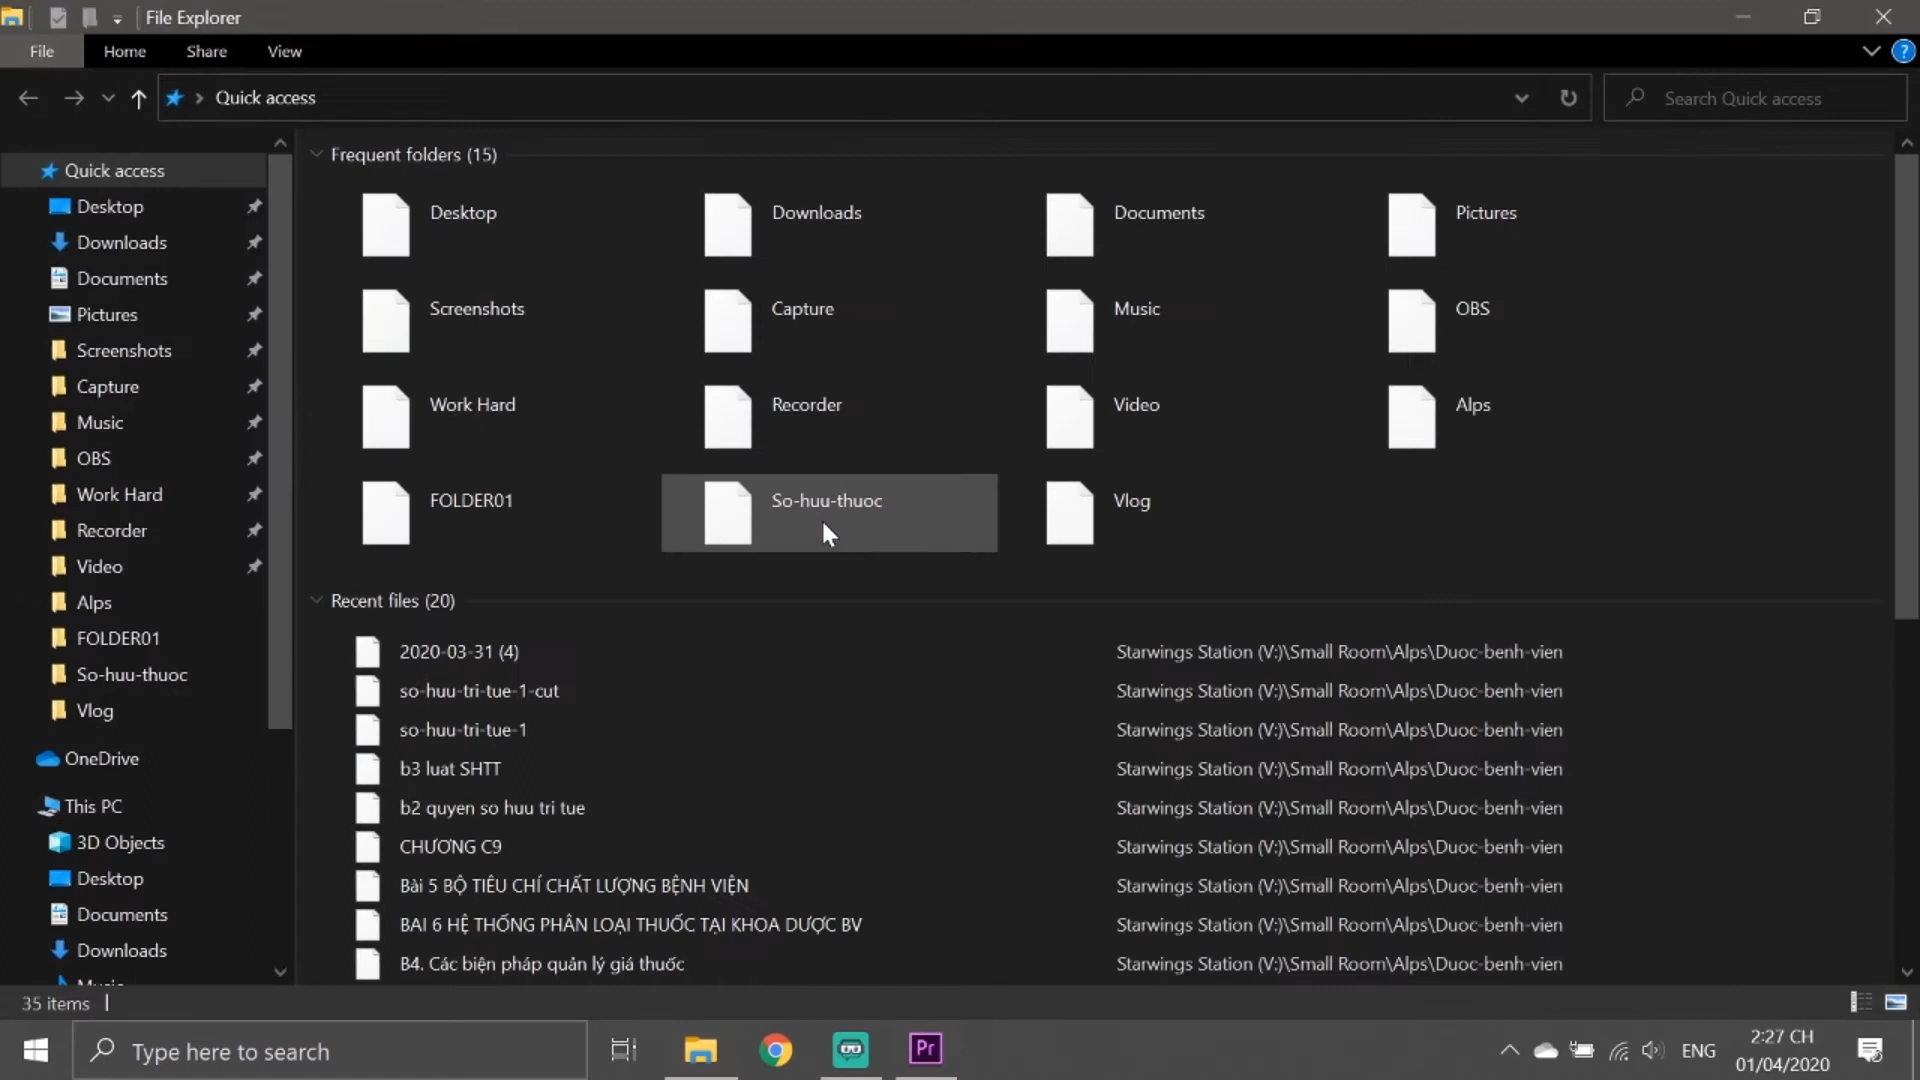 File Explorer
File Home Share View
Quick access
Search Quick access
Quick access
Desktop
Downloads
Documents
Pictures
Screenshots
Capture
Music
OBS
Work Hard
Recorder
Video
Alps
FOLDER01
So-huu-thuoc
Vlog
OneDrive
This PC
3D Objects
Desktop
Documents
Downloads
Music
Frequent folders (15)
Desktop Downloads Documents Pictures
Screenshots Capture Music OBS
Work Hard Recorder Video Alps
FOLDER01 So-huu-thuoc Vlog
Recent files (20)
2020-03-31 (4) Starwings Station (V:)\Small Room\Alps\Duoc-benh-vien
so-huu-tri-tue-1-cut Starwings Station (V:)\Small Room\Alps\Duoc-benh-vien
so-huu-tri-tue-1 Starwings Station (V:)\Small Room\Alps\Duoc-benh-vien
b3 luat SHTT Starwings Station (V:)\Small Room\Alps\Duoc-benh-vien
b2 quyen so huu tri tue Starwings Station (V:)\Small Room\Alps\Duoc-benh-vien
CHƯƠNG C9 Starwings Station (V:)\Small Room\Alps\Duoc-benh-vien
Bài 5 BỘ TIÊU CHÍ CHẤT LƯỢNG BỆNH VIỆN Starwings Station (V:)\Small Room\Alps\Duoc-benh-vien
BAI 6 HỆ THỐNG PHÂN LOẠI THUỐC TẠI KHOA DƯỢC BV Starwings Station (V:)\Small Room\Alps\Duoc-benh-vien
B4. Các biện pháp quản lý giá thuốc Starwings Station (V:)\Small Room\Alps\Duoc-benh-vien
35 items
Type here to search
Pr
ENG
2:27 CH
01/04/2020